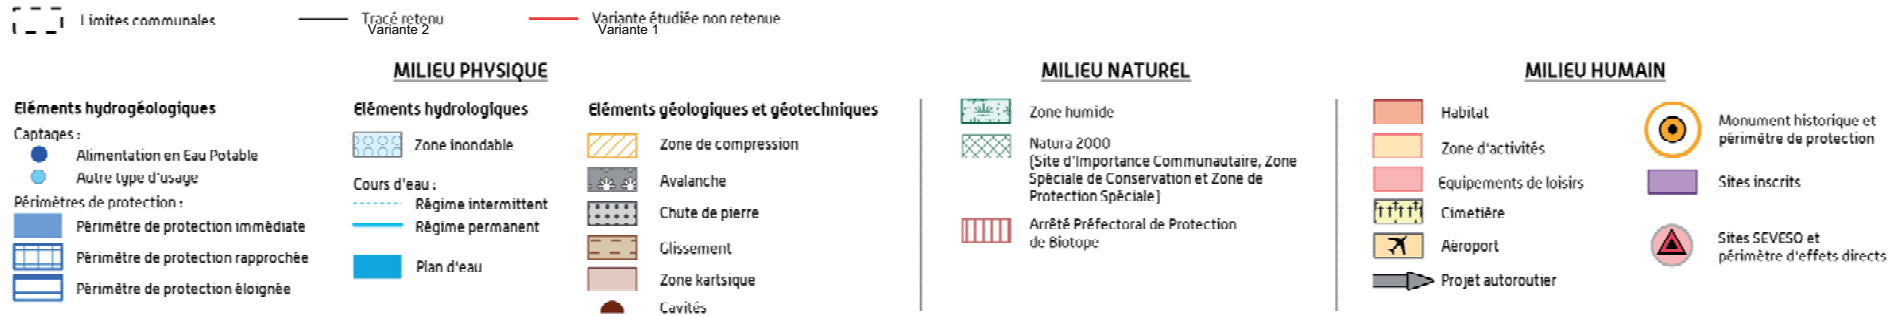 Limites communales
Tracé retenu
Variante 2
Variante étudiée non retenue
Variante 1
MILIEU PHYSIQUE
Eléments hydrogéologiques
Captages :
Alimentation en Eau Potable
Autre type d'usage
Périmètres de protection :
Périmètre de protection immédiate
Périmètre de protection rapprochée
Périmètre de protection éloignée
Eléments hydrologiques
Zone inondable
Cours d'eau :
Régime intermittent
Régime permanent
Plan d'eau
Eléments géologiques et géotechniques
Zone de compression
Avalanche
Chute de pierre
Glissement
Zone kartsique
Cavités
MILIEU NATUREL
Zone humide
Natura 2000
(Site d'Importance Communautaire, Zone
Spéciale de Conservation et Zone de
Protection Spéciale)
Arrêté Préfectoral de Protection
de Biotope
MILIEU HUMAIN
Habitat
Zone d'activités
Equipements de loisirs
Cimetière
Aéroport
Projet autoroutier
Monument historique et
périmètre de protection
Sites inscrits
Sites SEVESO et
périmètre d'effets directs